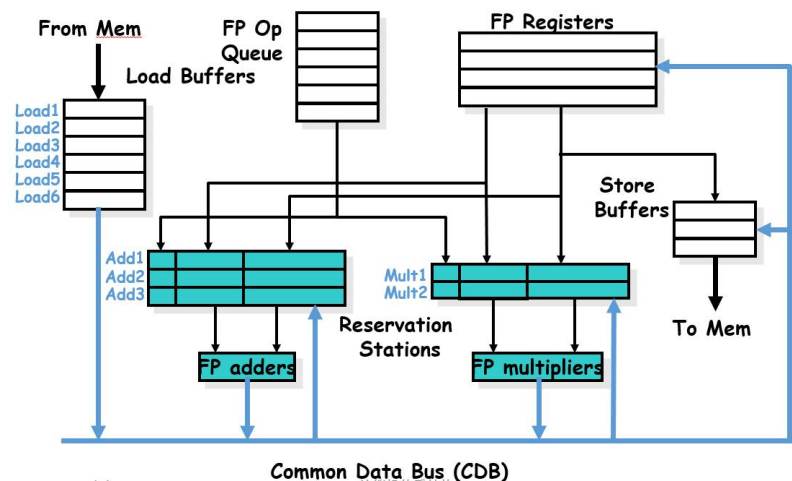 From Mem
FP Op
Queue
FP Registers
Load Buffers
Load1
Load2
Load3
Load4
Load5
Load6
Store
Buffers
Add1
Add2
Add3
Mult1
Mult2
Reservation
Stations
To Mem
FP adders
FP multipliers
Common Data Bus (CDB)